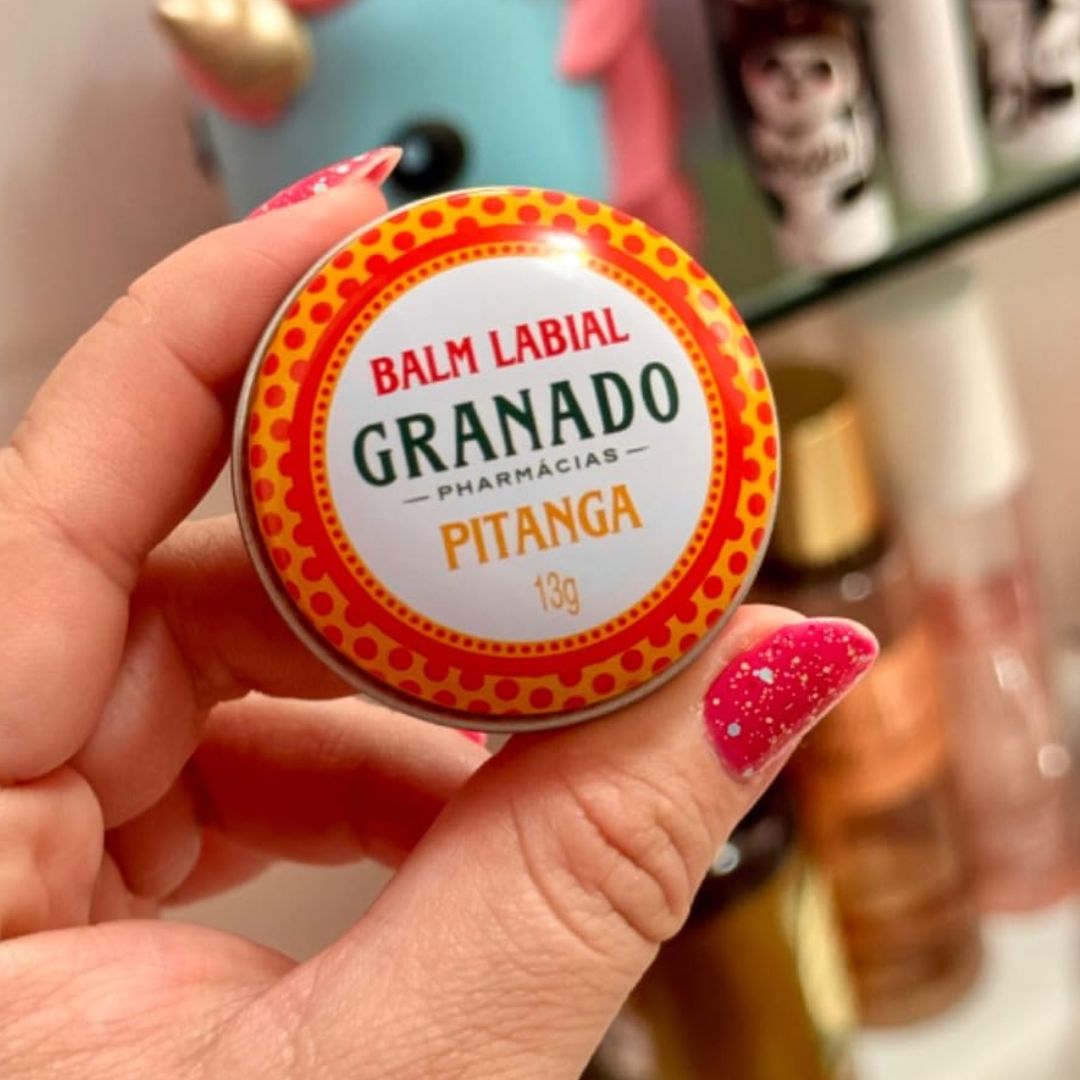 BALM LABIAL
GRANADO
PHARMÁCIAS
PITANGA
13g